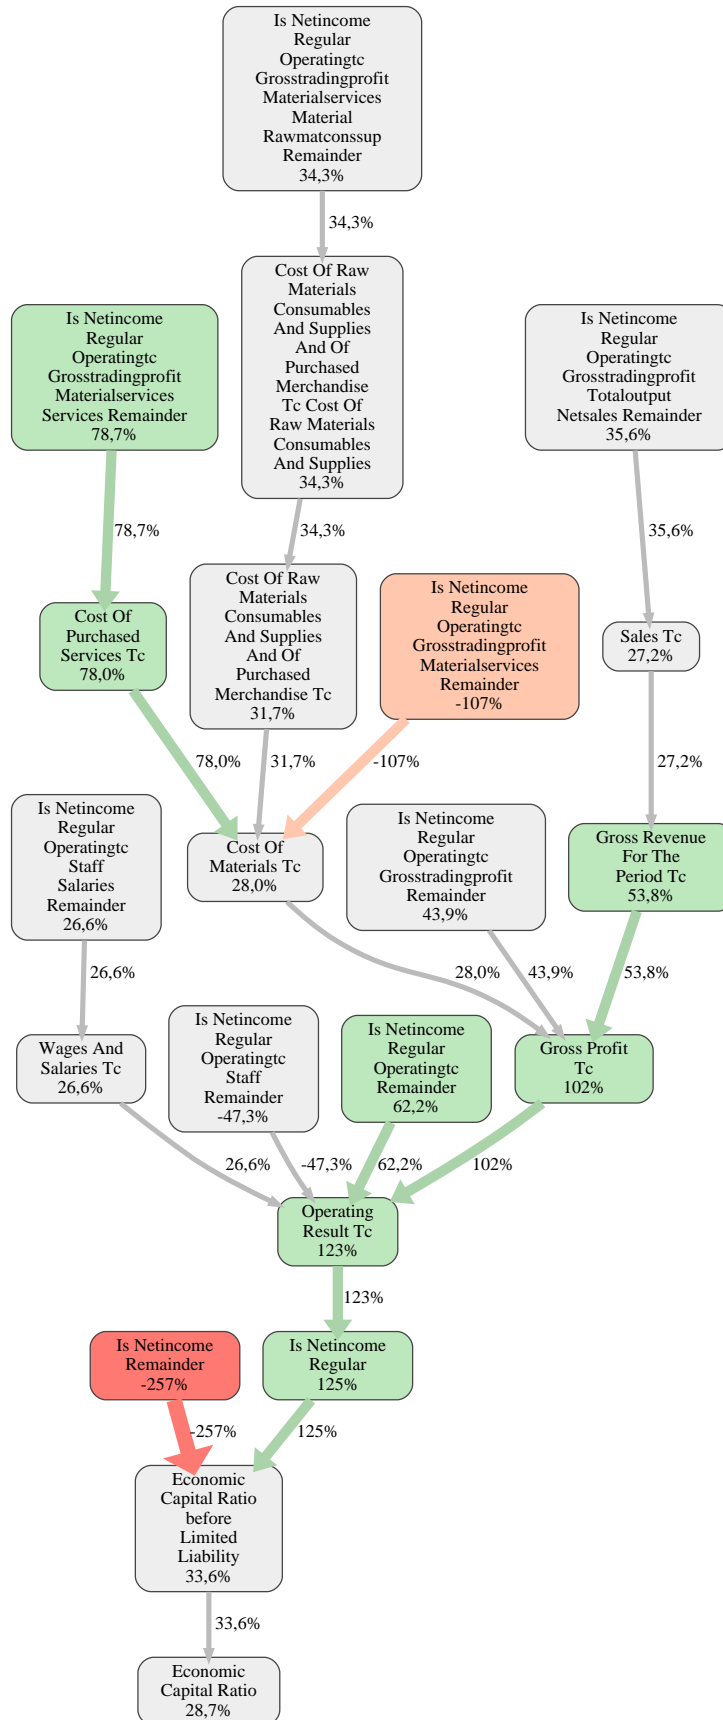 Is Netincome
Regular
Operatingtc
Grosstradingprofit
Materialservices
Material
Rawmatconssup
Remainder
34,3%
34,3%
Cost Of Raw
Materials
Consumables
And Supplies
And Of
Purchased
Merchandise
Tc Cost Of
Raw Materials
Consumables
And Supplies
34,3%
Is Netincome
Regular
Operatingtc
Grosstradingprofit
Materialservices
Services Remainder
78,7%
Is Netincome
Regular
Operatingtc
Grosstradingprofit
Totaloutput
Netsales Remainder
35,6%
78,7%
34,3%
35,6%
Cost Of
Purchased
Services Tc
78,0%
Cost Of Raw
Materials
Consumables
And Supplies
And Of
Purchased
Merchandise Tc
31,7%
Is Netincome
Regular
Operatingtc
Grosstradingprofit
Materialservices
Remainder
-107%
Sales Tc
27,2%
78,0%
31,7%
-107%
27,2%
Is Netincome
Regular
Operatingtc
Staff
Salaries
Remainder
26,6%
Cost Of
Materials Tc
28,0%
Is Netincome
Regular
Operatingtc
Grosstradingprofit
Remainder
43,9%
Gross Revenue
For The
Period Tc
53,8%
26,6%
28,0%
43,9%
53,8%
Wages And
Salaries Tc
26,6%
Is Netincome
Regular
Operatingtc
Staff
Remainder
-47,3%
Is Netincome
Regular
Operatingtc
Remainder
62,2%
Gross Profit
Tc
102%
26,6%
-47,3%
62,2%
102%
Operating
Result Tc
123%
123%
Is Netincome
Remainder
-257%
Is Netincome
Regular
125%
-257%
125%
Economic
Capital Ratio
before
Limited
Liability
33,6%
33,6%
Economic
Capital Ratio
28,7%